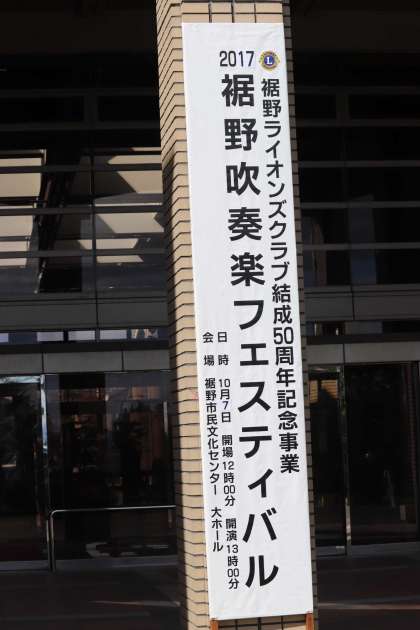 裾野ライオンズクラブ結成50周年記念事業
2017
裾野吹奏楽フェスティバル
日時 10月7日 開場12時00分 開演13時00分
会場 裾野市民文化センター 大ホール